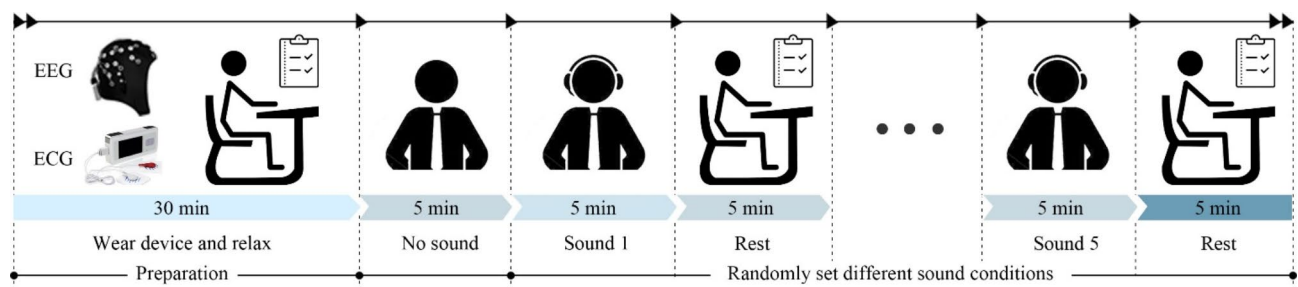 EEG
ECG
30 min
5 min
5 min
5 min
5 min
5 min
Wear device and relax
No sound
Sound 1
Rest
Sound 5
Rest
Preparation
Randomly set different sound conditions